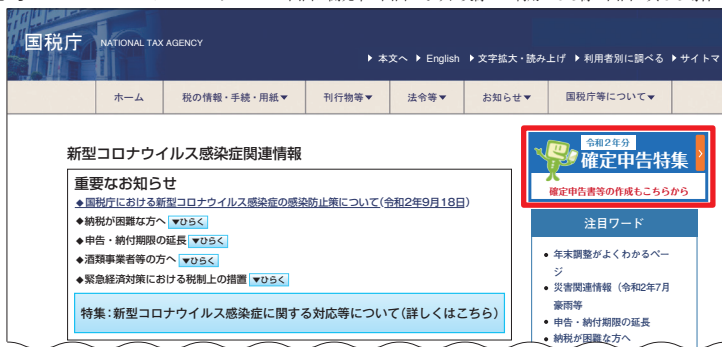 国税庁 NATIONAL TAX AGENCY
▶ 本文へ ▶ English ▶ 文字拡大・読み上げ ▶ 利用者別に調べる ▶ サイトマ
ホーム 税の情報・手続・用紙▼ 刊行物等▼ 法令等▼ お知らせ▼ 国税庁等について▼
新型コロナウイルス感染症関連情報
重要なお知らせ
◆国税庁における新型コロナウイルス感染症の感染防止策について(令和2年9月18日)
◆納税が困難な方へ ▼ひらく
◆申告・納付期限の延長 ▼ひらく
◆酒類事業者等の方へ ▼ひらく
◆緊急経済対策における税制上の措置 ▼ひらく
特集:新型コロナウイルス感染症に関する対応等について(詳しくはこちら)
令和2年分
確定申告特集
確定申告書等の作成もこちらから
注目ワード
• 年末調整がよくわかるペー
ジ
• 災害関連情報（令和2年7月
豪雨等
• 申告・納付期限の延長
• 納税が困難な方へ